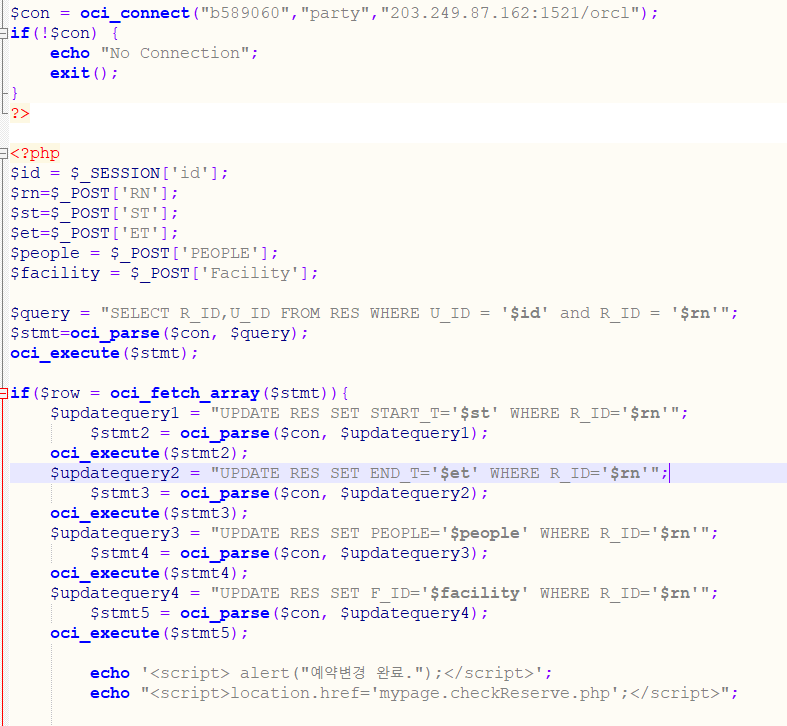 $con = oci_connect("b589060","party","203.249.87.162:1521/orcl");
if(!$con) {
    echo "No Connection";
    exit();
}
?>

<?php
$id = $_SESSION['id'];
$rn=$_POST['RN'];
$st=$_POST['ST'];
$et=$_POST['ET'];
$people = $_POST['PEOPLE'];
$facility = $_POST['Facility'];

$query = "SELECT R_ID,U_ID FROM RES WHERE U_ID = '$id' and R_ID = '$rn'";
$stmt=oci_parse($con, $query);
oci_execute($stmt);

if($row = oci_fetch_array($stmt)){
    $updatequery1 = "UPDATE RES SET START_T='$st' WHERE R_ID='$rn'";
        $stmt2 = oci_parse($con, $updatequery1);
    oci_execute($stmt2);
    $updatequery2 = "UPDATE RES SET END_T='$et' WHERE R_ID='$rn'";
        $stmt3 = oci_parse($con, $updatequery2);
    oci_execute($stmt3);
    $updatequery3 = "UPDATE RES SET PEOPLE='$people' WHERE R_ID='$rn'";
        $stmt4 = oci_parse($con, $updatequery3);
    oci_execute($stmt4);
    $updatequery4 = "UPDATE RES SET F_ID='$facility' WHERE R_ID='$rn'";
        $stmt5 = oci_parse($con, $updatequery4);
    oci_execute($stmt5);

        echo '<script> alert("예약변경 완료.");</script>';
        echo "<script>location.href='mypage.checkReserve.php';</script>";